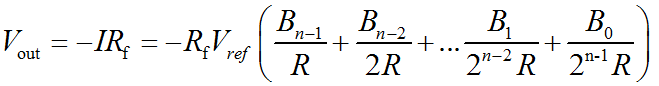 V_out = −IR_f = −R_f V_ref ( B_{n−1}/R + B_{n−2}/2R + ... B_1/2^{n−2}R + B_0/2^{n-1}R )